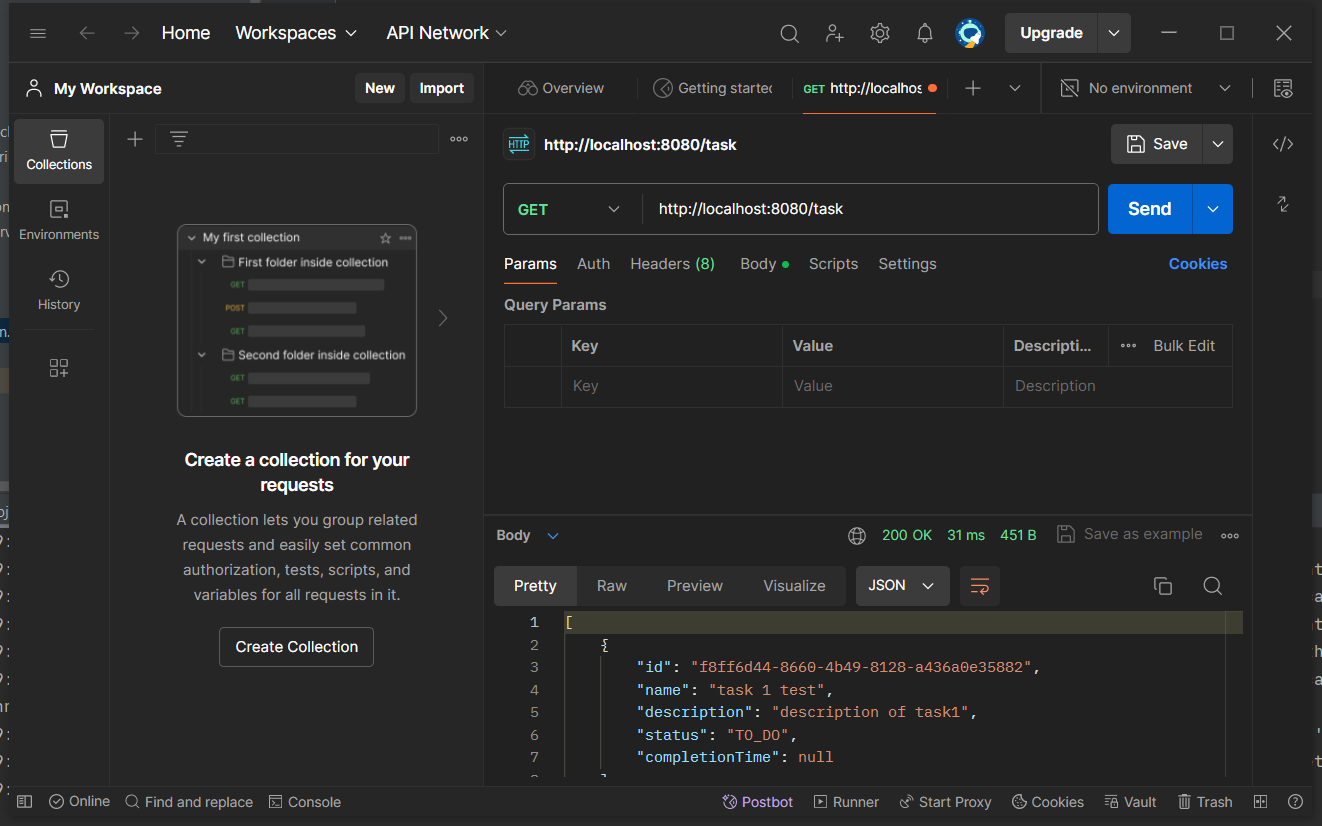 Home Workspaces API Network Upgrade
My Workspace New Import Overview Getting started GET http://localhos No environment
http://localhost:8080/task Save
GET http://localhost:8080/task Send
Collections
Environments
History
Params Auth Headers (8) Body Scripts Settings Cookies
Query Params
Key Value Descripti... Bulk Edit
Key Value Description
My first collection
First folder inside collection
GET
POST
GET
Second folder inside collection
GET
GET
Create a collection for your
requests
A collection lets you group related
requests and easily set common
authorization, tests, scripts, and
variables for all requests in it.
Create Collection
Body 200 OK 31 ms 451 B Save as example
Pretty Raw Preview Visualize JSON
1 [
2 {
3 "id": "f8ff6d44-8660-4b49-8128-a436a0e35882",
4 "name": "task 1 test",
5 "description": "description of task1",
6 "status": "TO_DO",
7 "completionTime": null
Online Find and replace Console Postbot Runner Start Proxy Cookies Vault Trash